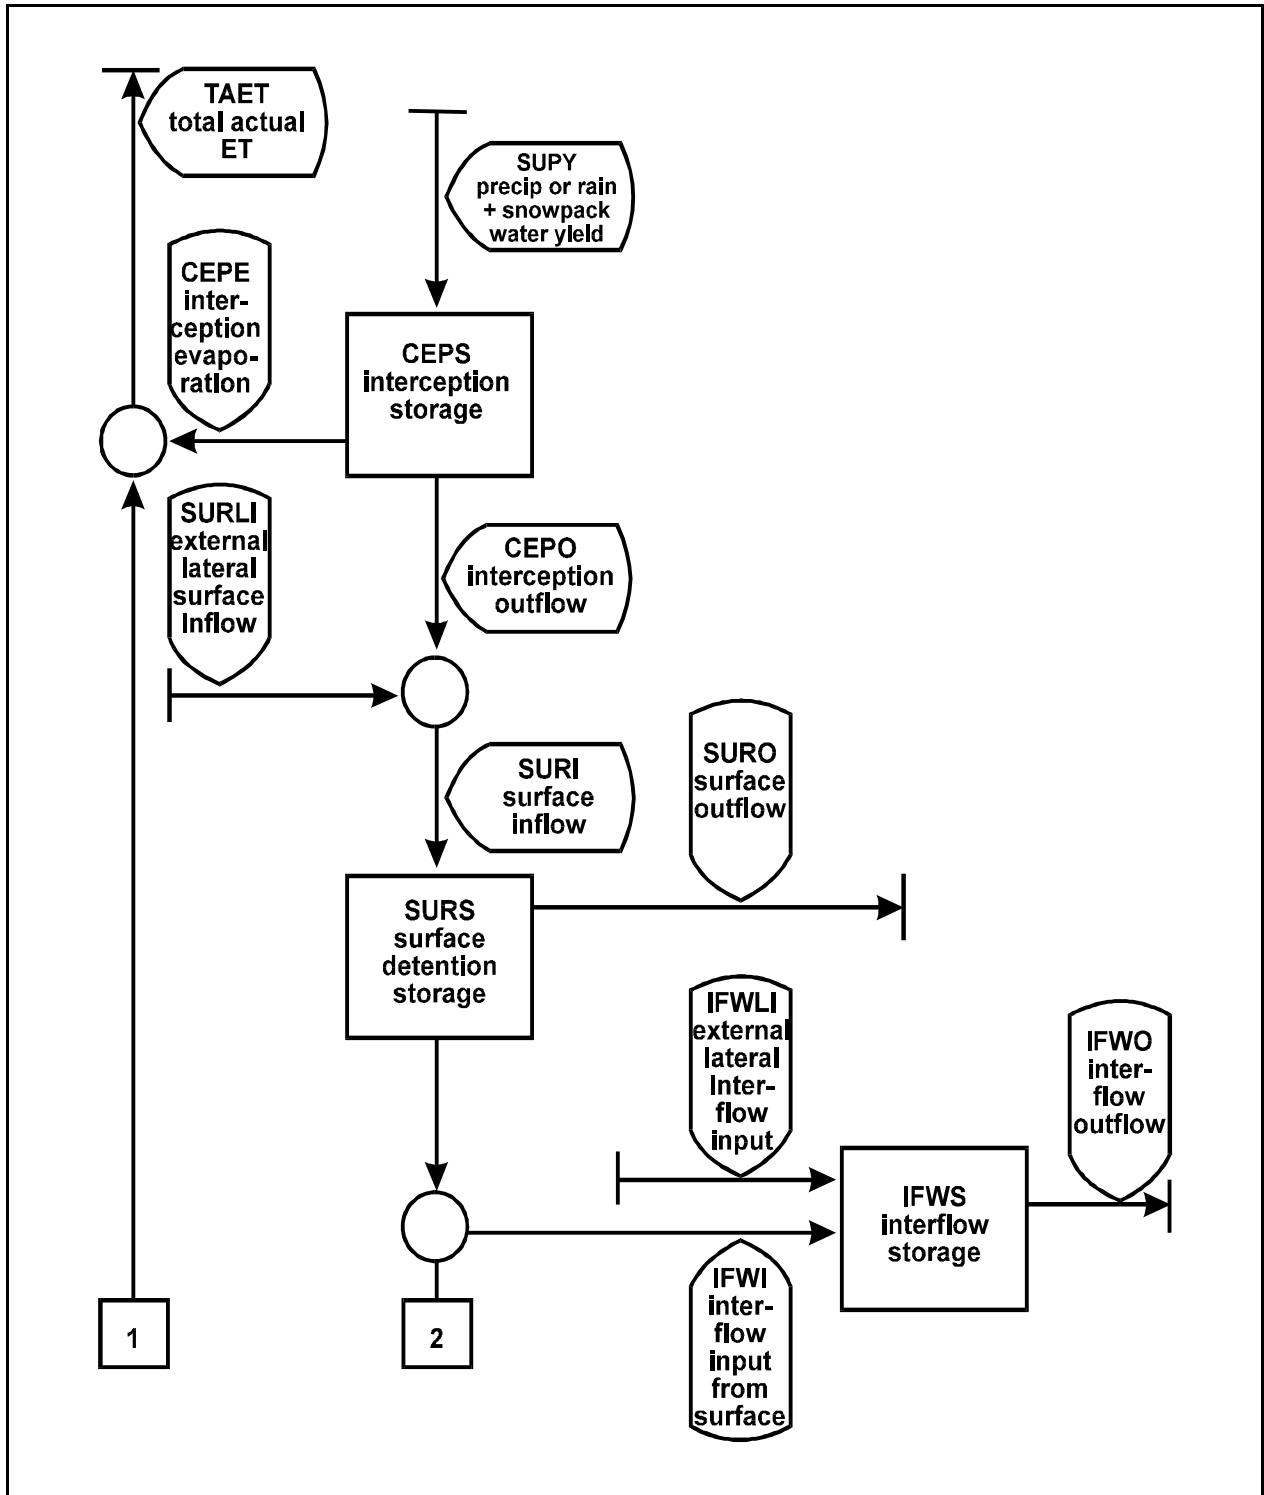 TAET
total actual
ET
SUPY
precip or rain
+ snowpack
water yleld
CEPE
inter-
ception
evapo-
ration
CEPS
interception
storage
SURLI
external
lateral
surface
Inflow
CEPO
interception
outflow
SURI
surface
inflow
SURO
surface
outflow
SURS
surface
detention
storage
IFWLI
external
lateral
Inter-
flow
input
IFWO
inter-
flow
outflow
IFWS
interflow
storage
IFWI
inter-
flow
input
from
surface
1
2